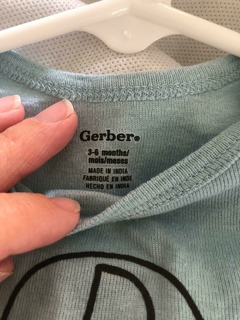 Gerber®
3-6 months/
mois/meses
MADE IN INDIA
FABRIQUÉ EN INDE
HECHO EN INDIA